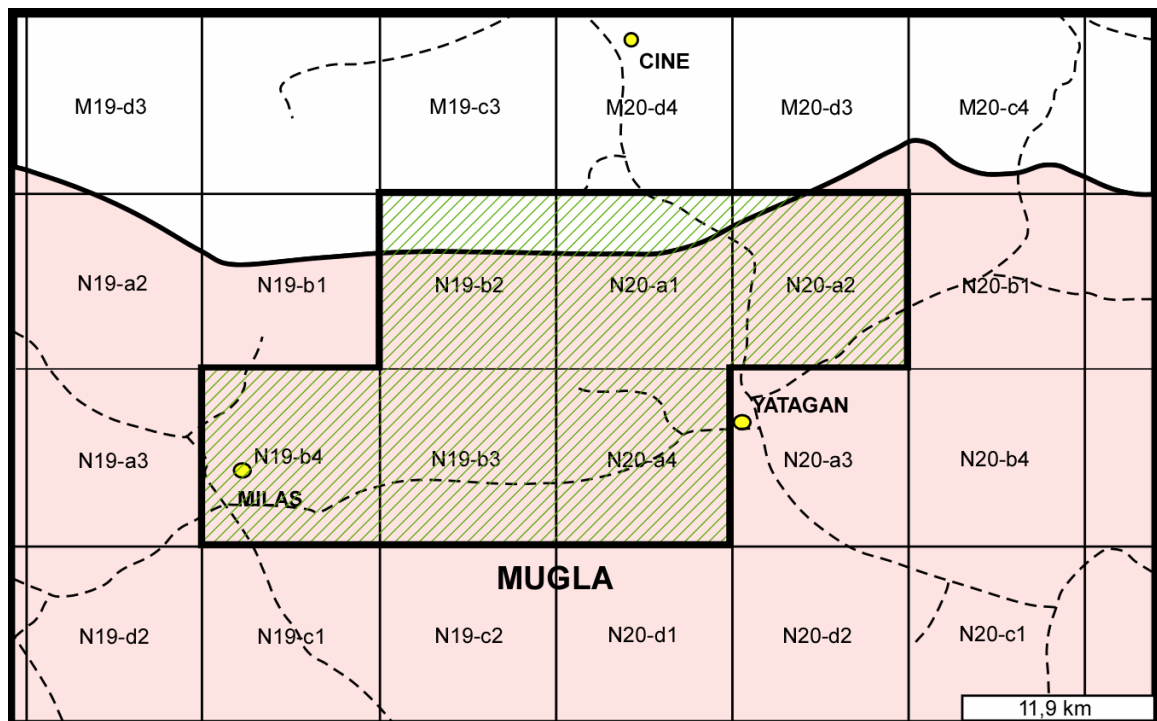 CINE
M19-d3
M19-c3
M20-d4
M20-d3
M20-c4
N19-a2
N19-b1
N19-b2
N20-a1
N20-a2
N20-b1
YATAGAN
N19-a3
N19-b4
N19-b3
N20-a4
N20-a3
N20-b4
MILAS
MUGLA
N19-d2
N19-c1
N19-c2
N20-d1
N20-d2
N20-c1
11,9 km